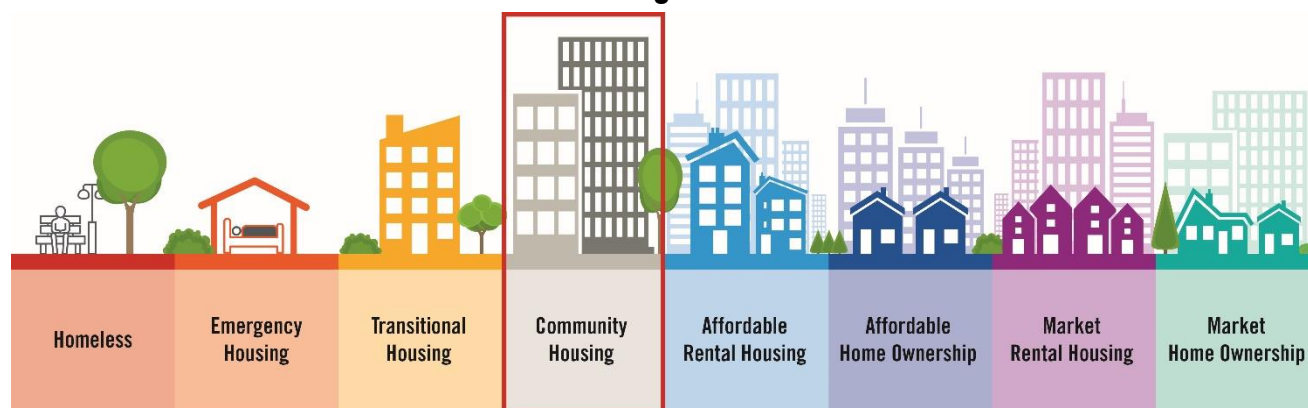 Homeless
Emergency
Housing
Transitional
Housing
Community
Housing
Affordable
Rental Housing
Affordable
Home Ownership
Market
Rental Housing
Market
Home Ownership